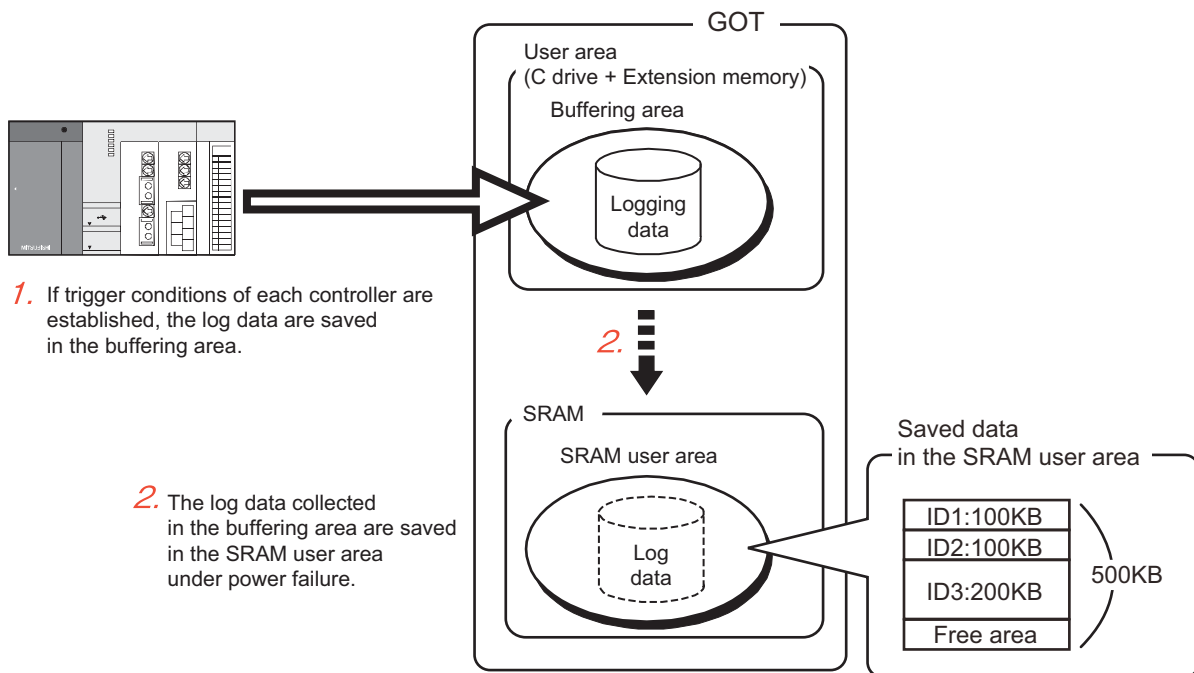 GOT
User area
(C drive + Extension memory)
Buffering area
Logging
data
MITSUBISHI
1. If trigger conditions of each controller are
established, the log data are saved
in the buffering area.
2.
SRAM
SRAM user area
Log
data
2. The log data collected
in the buffering area are saved
in the SRAM user area
under power failure.
Saved data
in the SRAM user area
ID1:100KB
ID2:100KB
ID3:200KB
Free area
500KB